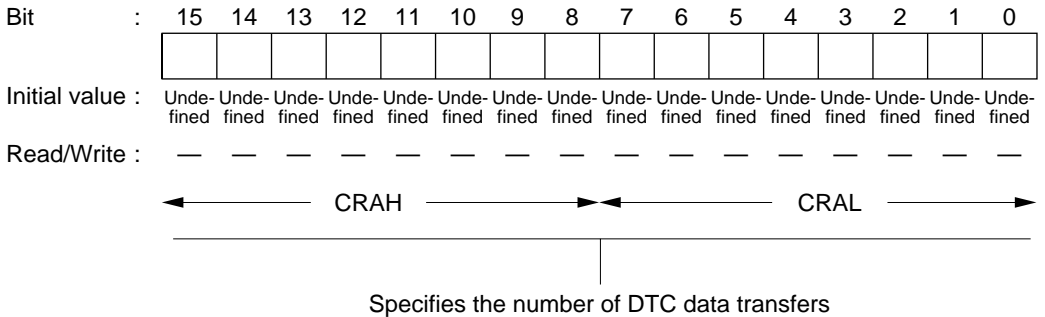 Bit : 15 14 13 12 11 10 9 8 7 6 5 4 3 2 1 0
Initial value : Unde- Unde- Unde- Unde- Unde- Unde- Unde- Unde- Unde- Unde- Unde- Unde- Unde- Unde- Unde- Unde-
fined fined fined fined fined fined fined fined fined fined fined fined fined fined fined fined
Read/Write : — — — — — — — — — — — — — — — —
CRAH CRAL
Specifies the number of DTC data transfers